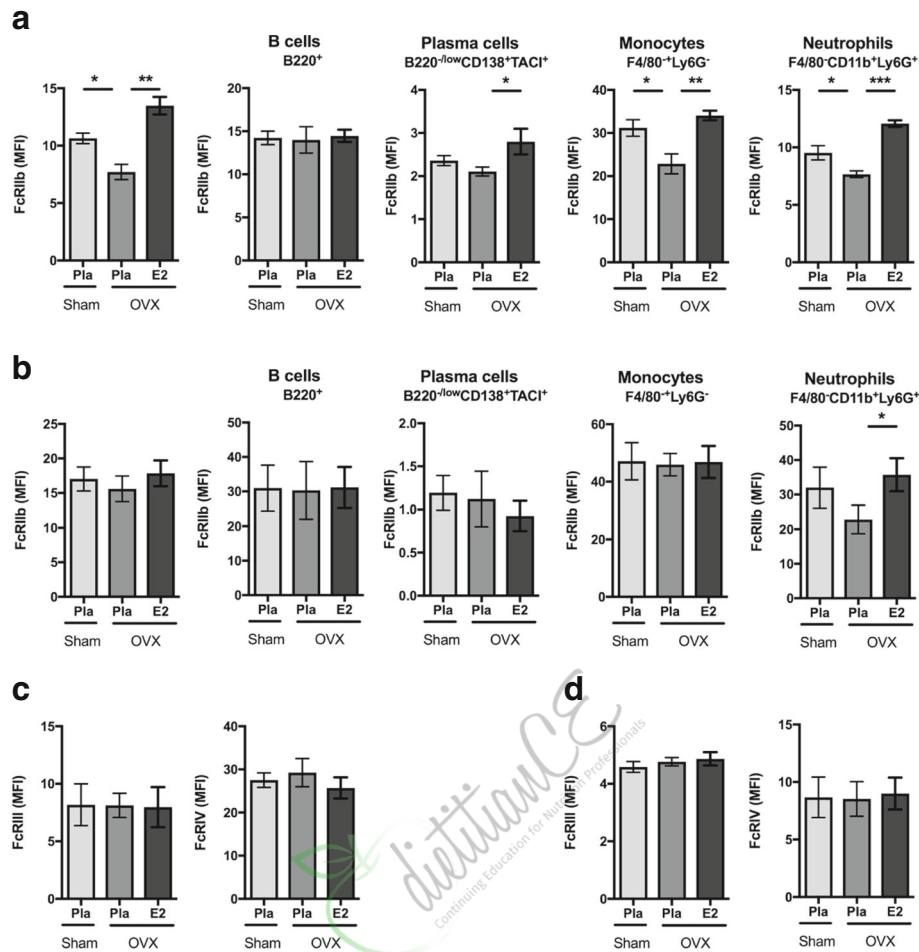 a
FcRIIb (MFI)
15
10
5
0
*
**
Pla
Pla
E2
Sham
OVX
B cells
B220⁺
FcRIIb (MFI)
20
15
10
5
0
Pla
Pla
E2
Sham
OVX
Plasma cells
B220⁻/ˡᵒʷCD138⁺TACI⁺
FcRIIb (MFI)
4
3
2
1
0
*
Pla
Pla
E2
Sham
OVX
Monocytes
F4/80⁻⁺Ly6G⁻
FcRIIb (MFI)
40
30
20
10
0
*
**
Pla
Pla
E2
Sham
OVX
Neutrophils
F4/80⁻CD11b⁺Ly6G⁺
FcRIIb (MFI)
15
10
5
0
*
***
Pla
Pla
E2
Sham
OVX
b
FcRIIb (MFI)
25
20
15
10
5
0
Pla
Pla
E2
Sham
OVX
B cells
B220⁺
FcRIIb (MFI)
50
40
30
20
10
0
Pla
Pla
E2
Sham
OVX
Plasma cells
B220⁻/ˡᵒʷCD138⁺TACI⁺
FcRIIb (MFI)
2.0
1.5
1.0
0.5
0.0
Pla
Pla
E2
Sham
OVX
Monocytes
F4/80⁻⁺Ly6G⁻
FcRIIb (MFI)
60
40
20
0
Pla
Pla
E2
Sham
OVX
Neutrophils
F4/80⁻CD11b⁺Ly6G⁺
FcRIIb (MFI)
50
40
30
20
10
0
*
Pla
Pla
E2
Sham
OVX
c
FcRIII (MFI)
15
10
5
0
Pla
Pla
E2
Sham
OVX
FcRIV (MFI)
40
30
20
10
0
Pla
Pla
E2
Sham
OVX
d
FcRIII (MFI)
6
4
2
0
Pla
Pla
E2
Sham
OVX
FcRIV (MFI)
15
10
5
0
Pla
Pla
E2
Sham
OVX
dietitianCE
Continuing Education for Nutrition Professionals